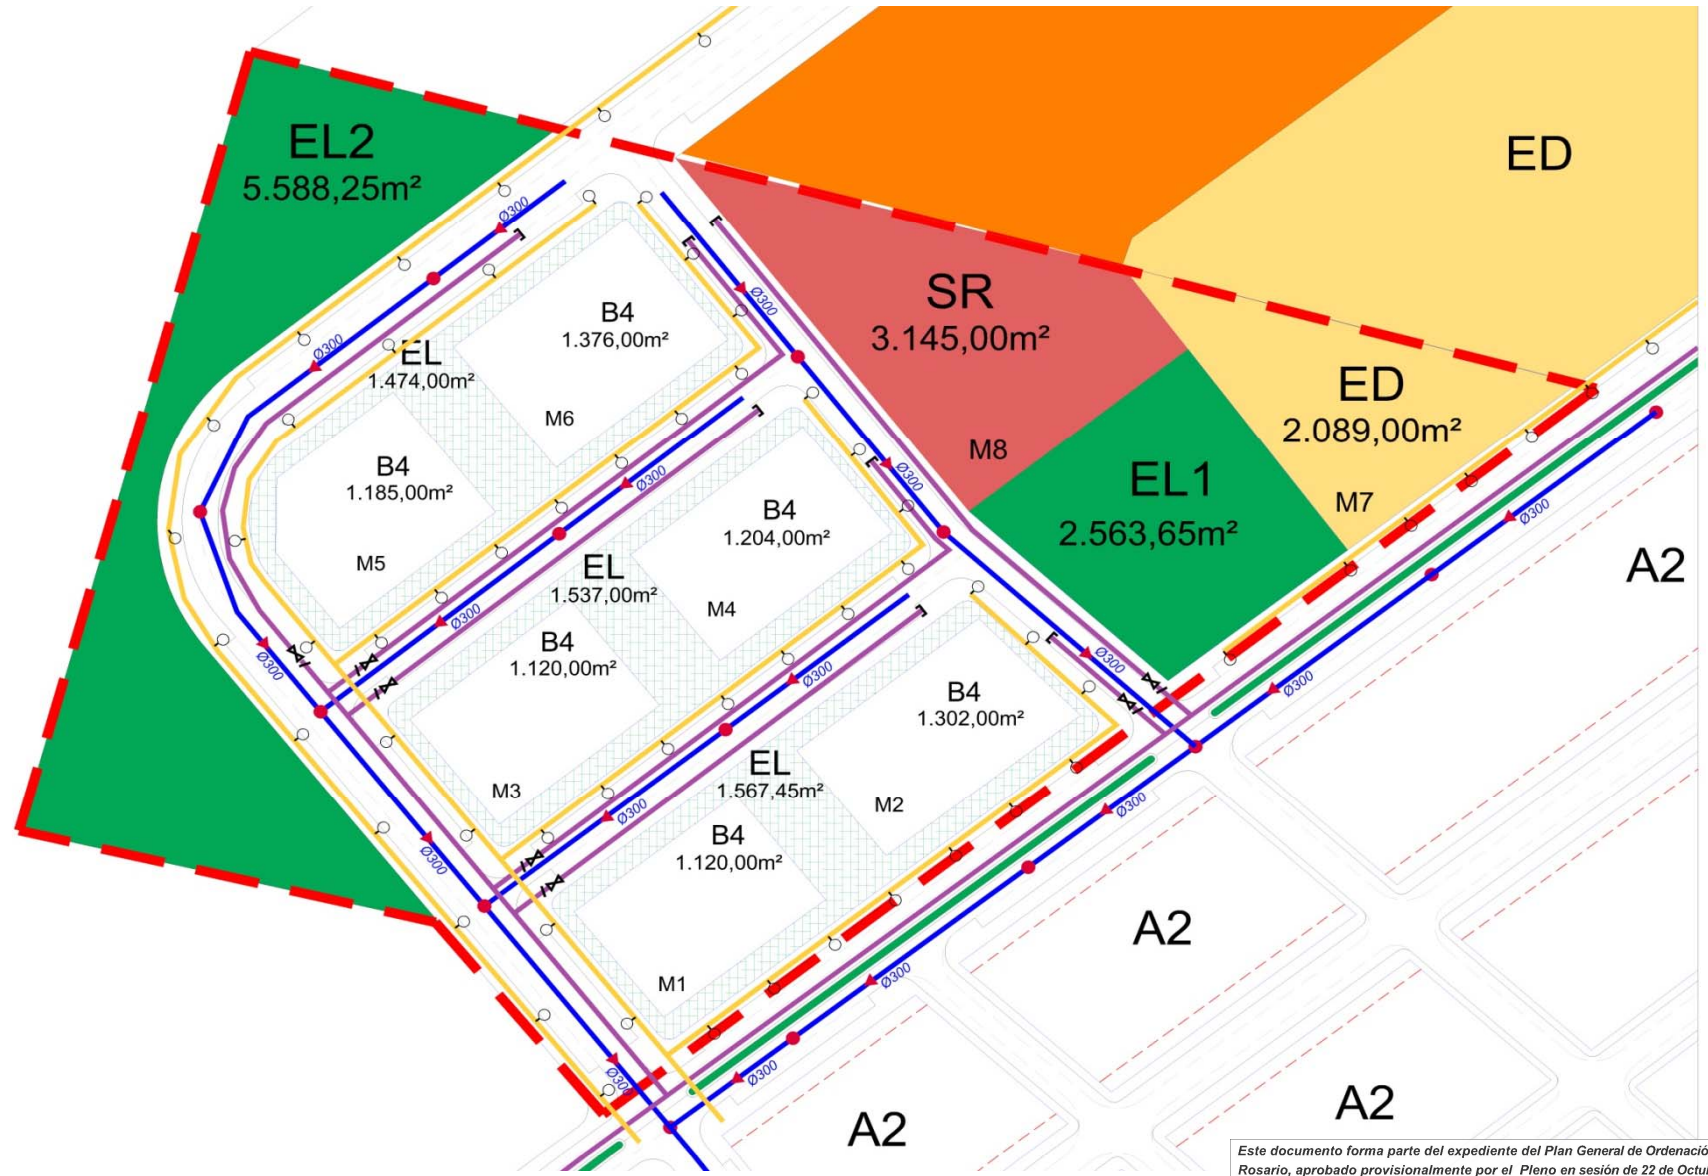 EL2
5.588,25m²
ED
Ø300
Ø300
Ø300
SR
3.145,00m²
B4
1.376,00m²
EL
1.474,00m²
M6
ED
2.089,00m²
M8
B4
1.185,00m²
Ø300
Ø300
EL1
2.563,65m²
M7
Ø300
B4
1.204,00m²
M5
EL
1.537,00m²
A2
M4
Ø300
B4
1.120,00m²
Ø300
Ø300
Ø300
Ø300
B4
1.302,00m²
EL
1.567,45m²
M3
M2
Ø300
Ø300
B4
1.120,00m²
Ø300
A2
M1
Ø300
Ø300
Ø300
A2
A2
Este documento forma parte del expediente del Plan General de Ordenació
Rosario, aprobado provisionalmente por el Pleno en sesión de 22 de Octu